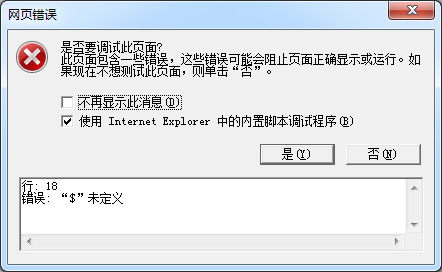 网页错误
是否要调试此页面?
此页面包含一些错误，这些错误可能会阻止页面正确显示或运行。如
果现在不想测试此页面，则单击“否”。
不再显示此消息(D)
使用 Internet Explorer 中的内置脚本调试程序(B)
是(Y) 否(N)
行: 18
错误: “$”未定义